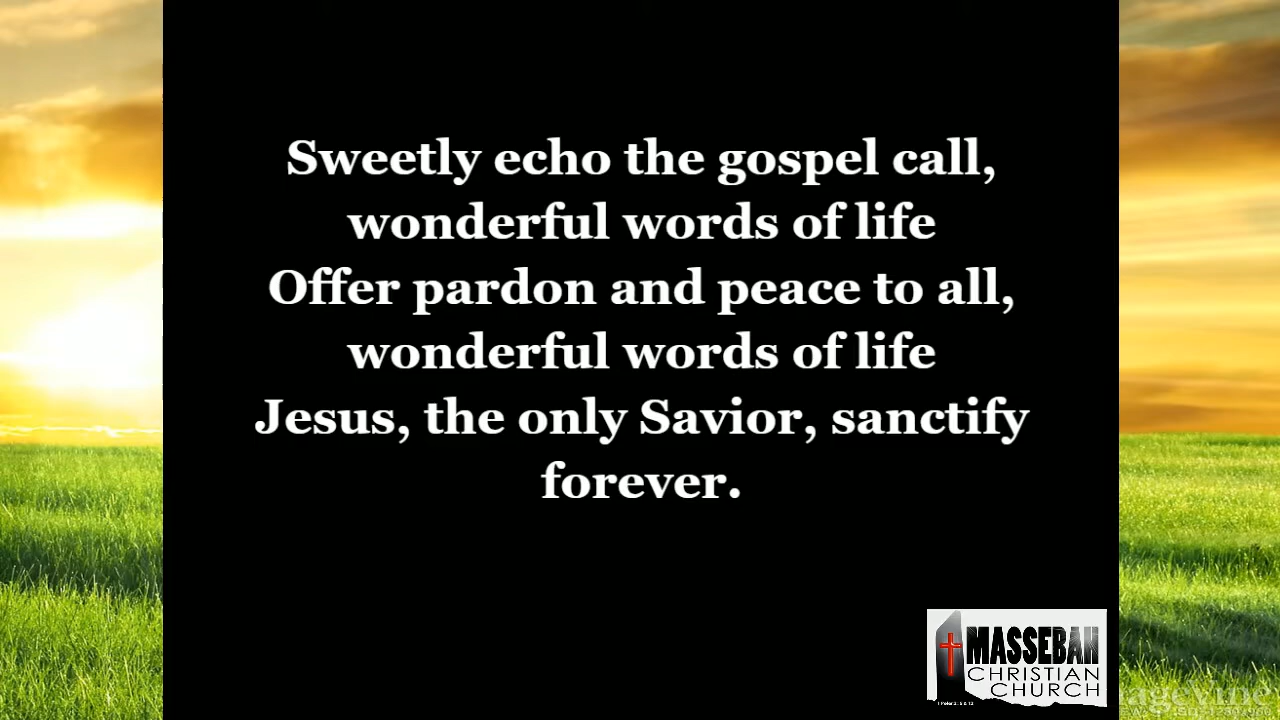 Sweetly echo the gospel call,
wonderful words of life
Offer pardon and peace to all,
wonderful words of life
Jesus, the only Savior, sanctify
forever.
MASSEBAH
CHRISTIAN
CHURCH